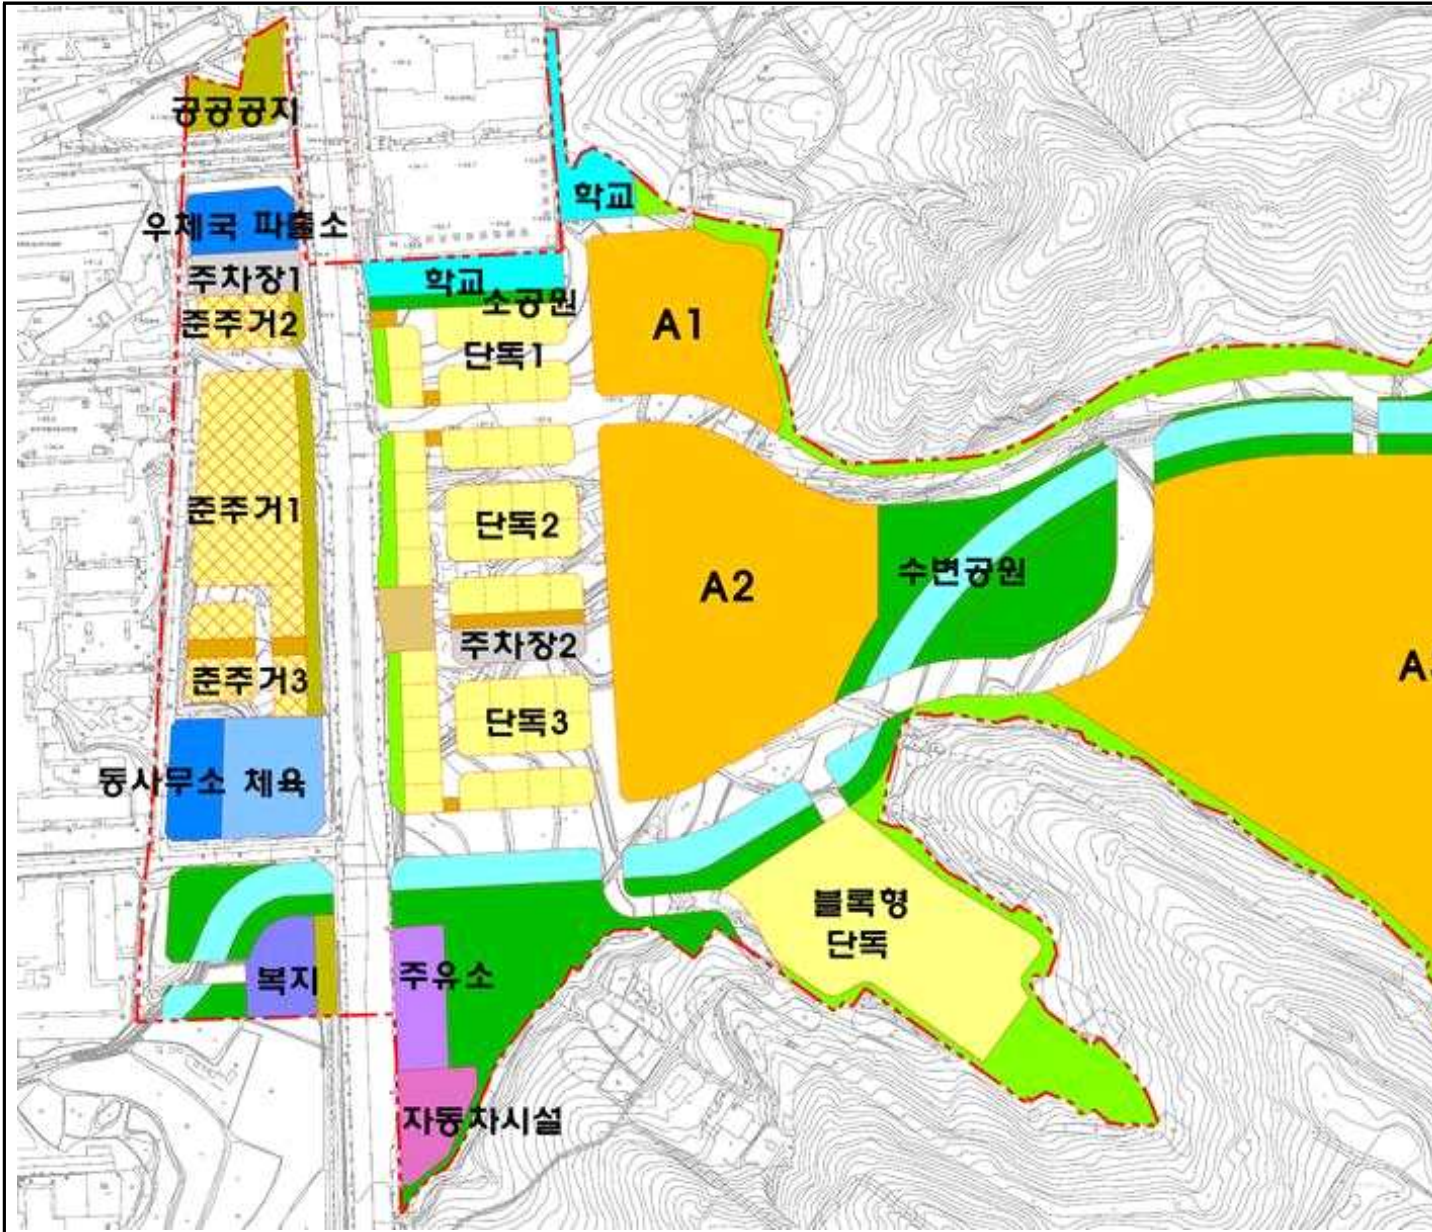 공공공지
학교
우체국 파출소
주차장1
학교
소공원
준주거2
A1
단독1
준주거1
단독2
수변공원
A2
주차장2
준주거3
단독3
동사무소 체육
블록형
단독
복지
주유소
자동차시설